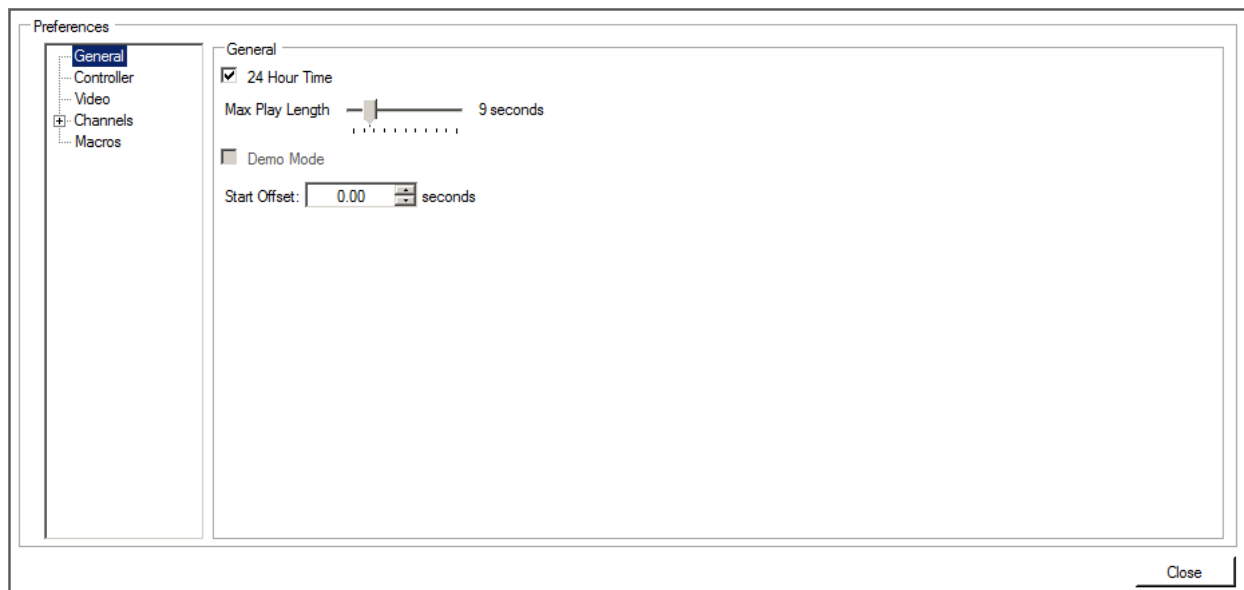 Preferences
General
Controller
Video
Channels
Macros
General
24 Hour Time
Max Play Length 9 seconds
Demo Mode
Start Offset: 0.00 seconds
Close